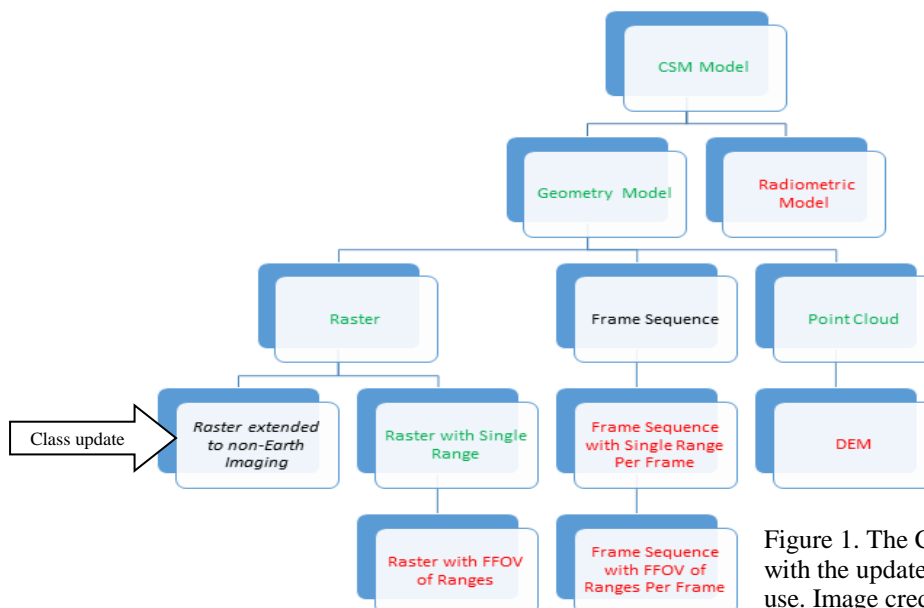 CSM Model
Geometry Model
Radiometric
Model
Raster
Frame Sequence
Point Cloud
Class update
Raster extended
to non-Earth
Imaging
Raster with Single
Range
Frame Sequence
with Single Range
Per Frame
DEM
Raster with FFOV
of Ranges
Frame Sequence
with FFOV of
Ranges Per Frame
Figure 1. The
with the update
use. Image